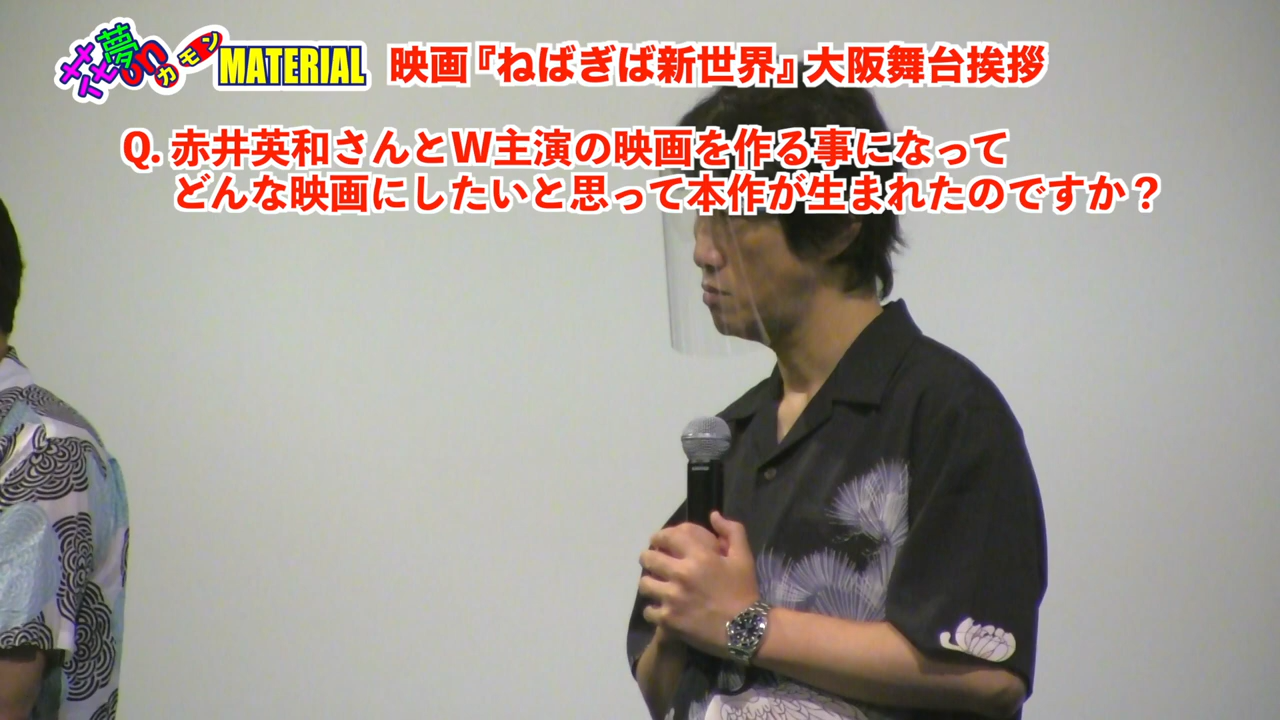 花夢onカモン MATERIAL 映画『ねばぎば新世界』大阪舞台挨拶
Q. 赤井英和さんとW主演の映画を作る事になって
どんな映画にしたいと思って本作が生まれたのですか？